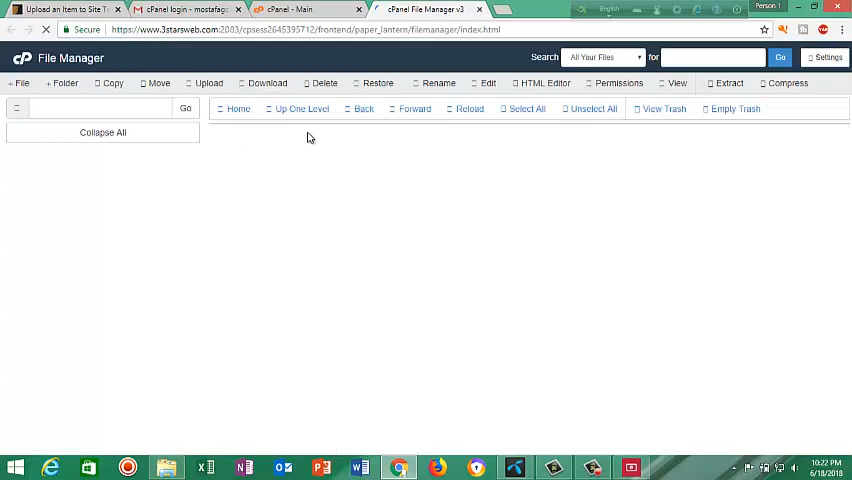 Upload an Item to Site To
cPanel login - mostafag
cPanel - Main
cPanel File Manager v3
Person 1
English
Secure
https://www.3starsweb.com:2083/cpsess2645395712/frontend/paper_lantern/filemanager/index.html
cP File Manager
Search All Your Files for Go Settings
+ File + Folder Copy Move Upload Download Delete Restore Rename Edit HTML Editor Permissions View Extract Compress
Go Home Up One Level Back Forward Reload Select All Unselect All View Trash Empty Trash
Collapse All
10:22 PM
6/18/2018